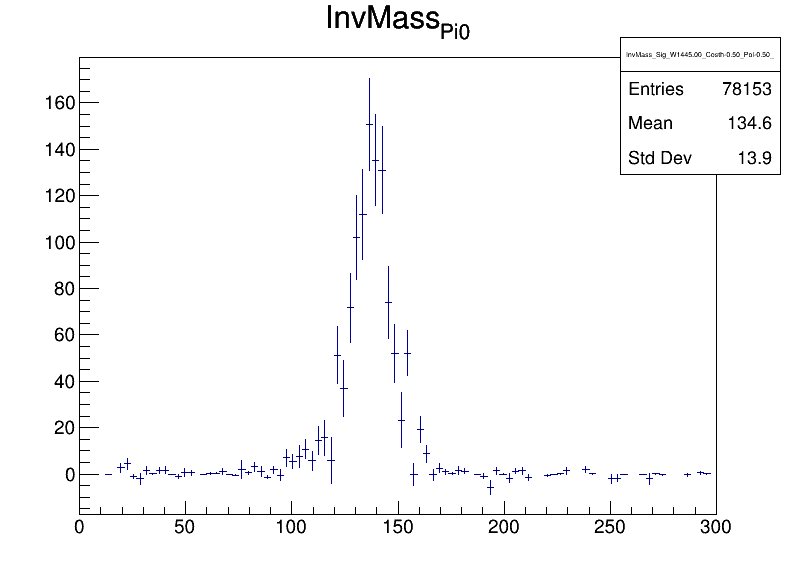 InvMass_Pi0
InvMass_Sig_W1445.00_Costh-0.50_Pol-0.50_
Entries 78153
Mean 134.6
Std Dev 13.9
160
140
120
100
80
60
40
20
0
0 50 100 150 200 250 300